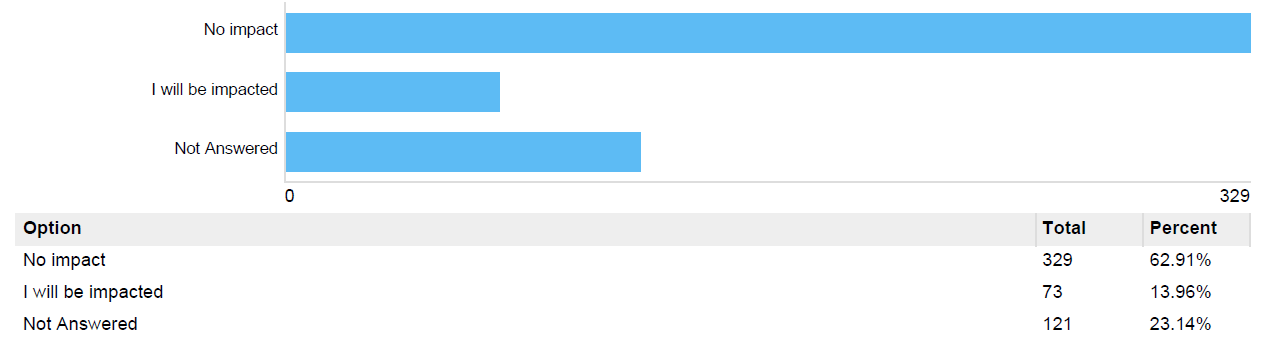 No impact
I will be impacted
Not Answered
0 329
Option Total Percent
No impact 329 62.91%
I will be impacted 73 13.96%
Not Answered 121 23.14%